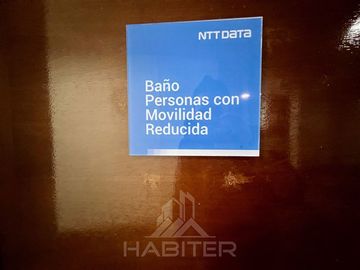 NTT DATA
Baño
Personas con
Movilidad
Reducida
HABITER